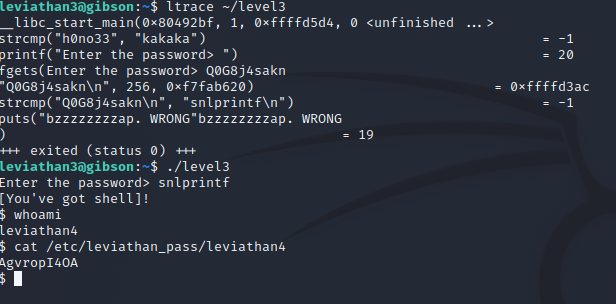 leviathan3@gibson:~$ ltrace ~/level3
__libc_start_main(0×80492bf, 1, 0×ffffd5d4, 0 <unfinished ...>
strcmp("h0no33", "kakaka") = -1
printf("Enter the password> ") = 20
fgets(Enter the password> Q0G8j4sakn
"Q0G8j4sakn\n", 256, 0×f7fab620) = 0×ffffd3ac
strcmp("Q0G8j4sakn\n", "snlprintf\n") = -1
puts("bzzzzzzzzap. WRONG"bzzzzzzzzap. WRONG
) = 19
+++ exited (status 0) +++
leviathan3@gibson:~$ ./level3
Enter the password> snlprintf
[You've got shell]!
$ whoami
leviathan4
$ cat /etc/leviathan_pass/leviathan4
AgvropI4OA
$